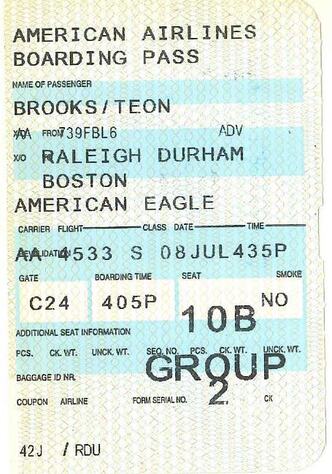 AMERICAN AIRLINES
BOARDING PASS
NAME OF PASSENGER
BROOKS/TEON
AA FROM 739FBL6 ADV
X/O RALEIGH DURHAM
BOSTON
AMERICAN EAGLE
CARRIER FLIGHT CLASS DATE TIME
AA 4533 S 08JUL435P
GATE BOARDING TIME SEAT SMOKE
C24 405P 10B NO
ADDITIONAL SEAT INFORMATION
PCS. CK. WT. UNCK. WT. SEQ. NO. PCS. CK. WT. UNCK. WT.
GROUP
BAGGAGE ID NR.
2
COUPON AIRLINE FORM SERIAL NO. CK
42J / RDU